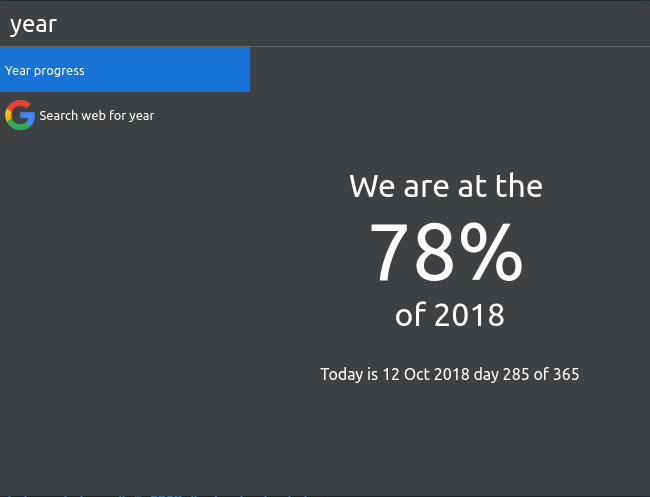 year
Year progress
Search web for year
We are at the
78%
of 2018
Today is 12 Oct 2018 day 285 of 365